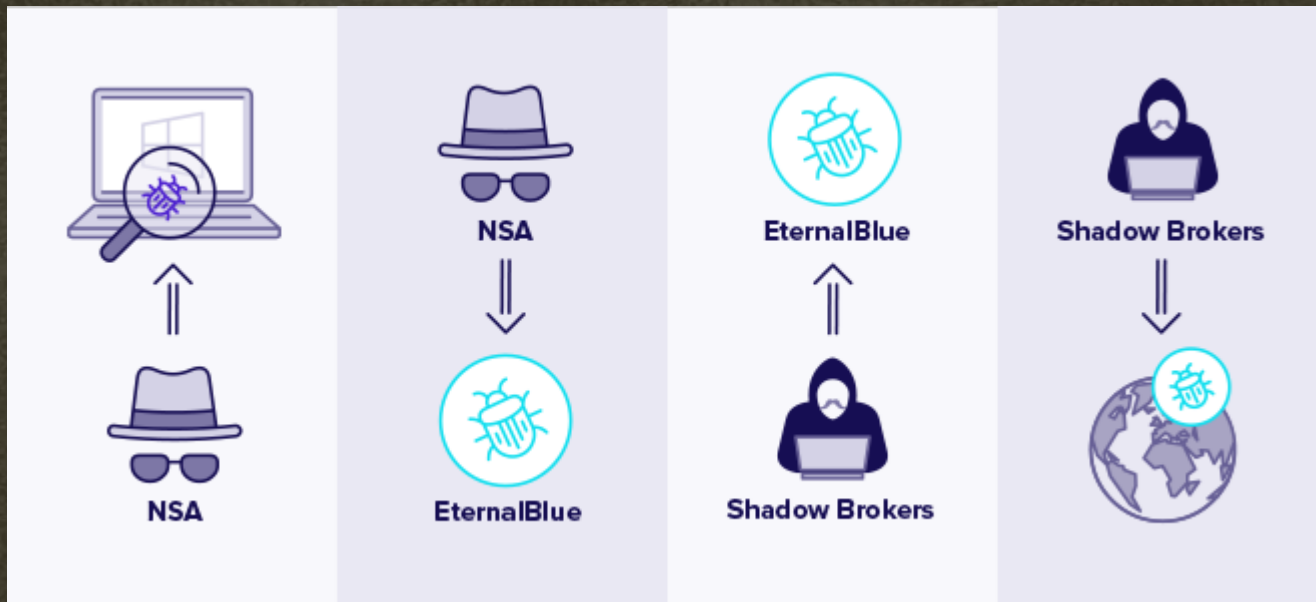 NSA
NSA
EternalBlue
EternalBlue
Shadow Brokers
Shadow Brokers